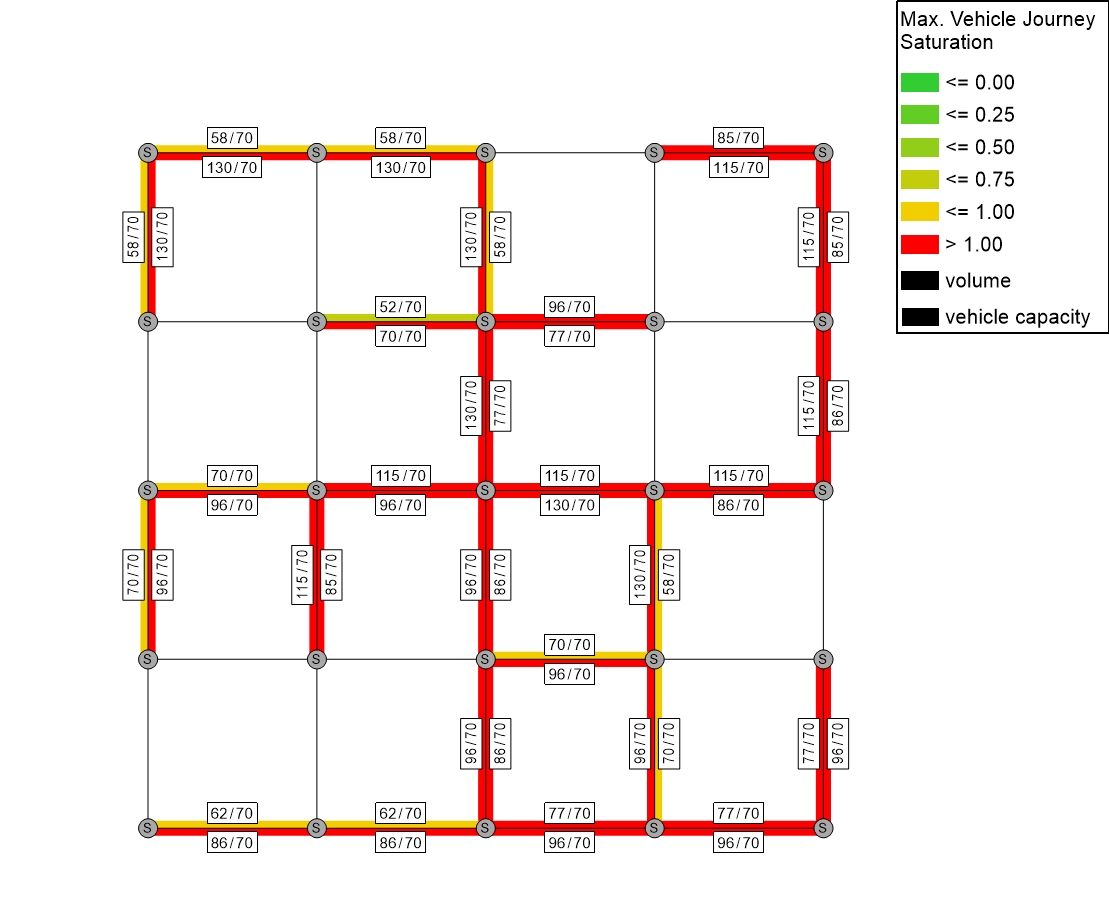 Max. Vehicle Journey
Saturation
<= 0.00
<= 0.25
<= 0.50
<= 0.75
<= 1.00
> 1.00
volume
vehicle capacity
58/70
58/70
85/70
S
S
S
S
S
130/70
130/70
115/70
58/70
130/70
130/70
58/70
115/70
85/70
52/70
96/70
S
S
S
S
S
70/70
77/70
130/70
77/70
115/70
86/70
70/70
115/70
115/70
115/70
S
S
S
S
S
96/70
96/70
130/70
86/70
70/70
96/70
115/70
85/70
96/70
86/70
130/70
58/70
70/70
S
S
S
S
S
96/70
96/70
86/70
96/70
70/70
77/70
96/70
62/70
62/70
77/70
77/70
S
S
S
S
S
86/70
86/70
96/70
96/70